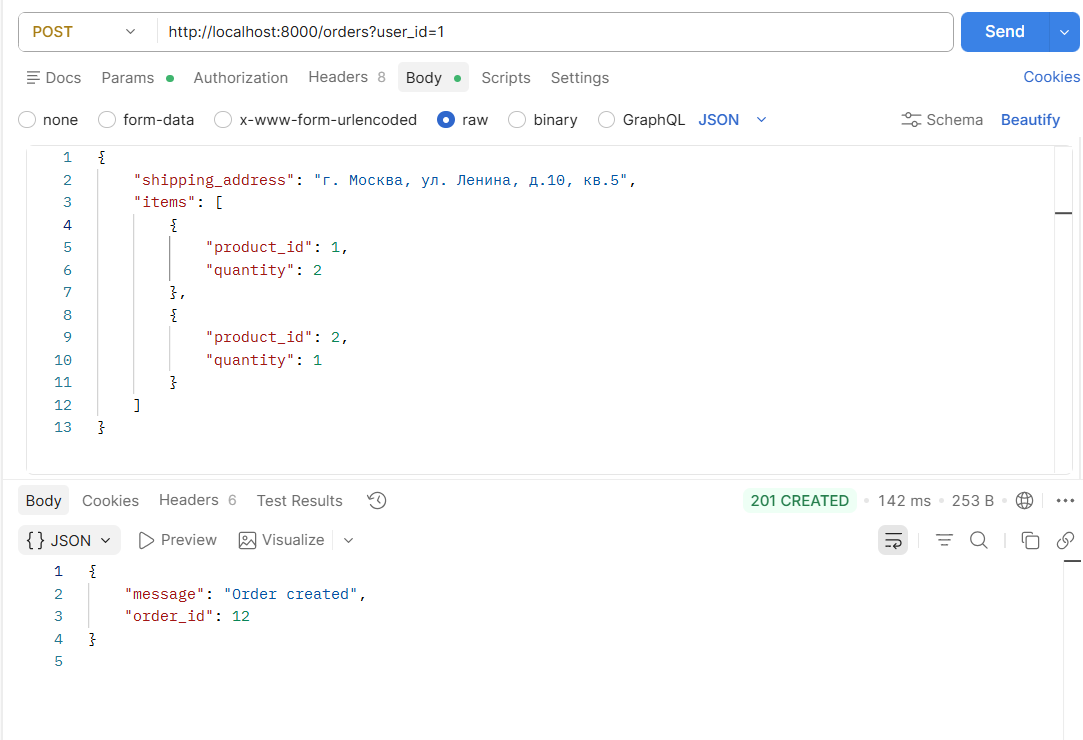 POST http://localhost:8000/orders?user_id=1 Send
Docs Params Authorization Headers 8 Body Scripts Settings Cookies
none form-data x-www-form-urlencoded raw binary GraphQL JSON Schema Beautify
1 {
2 "shipping_address": "г. Москва, ул. Ленина, д.10, кв.5",
3 "items": [
4 {
5 "product_id": 1,
6 "quantity": 2
7 },
8 {
9 "product_id": 2,
10 "quantity": 1
11 }
12 ]
13 }
Body Cookies Headers 6 Test Results 201 CREATED 142 ms 253 B
{} JSON Preview Visualize
1 {
2 "message": "Order created",
3 "order_id": 12
4 }
5